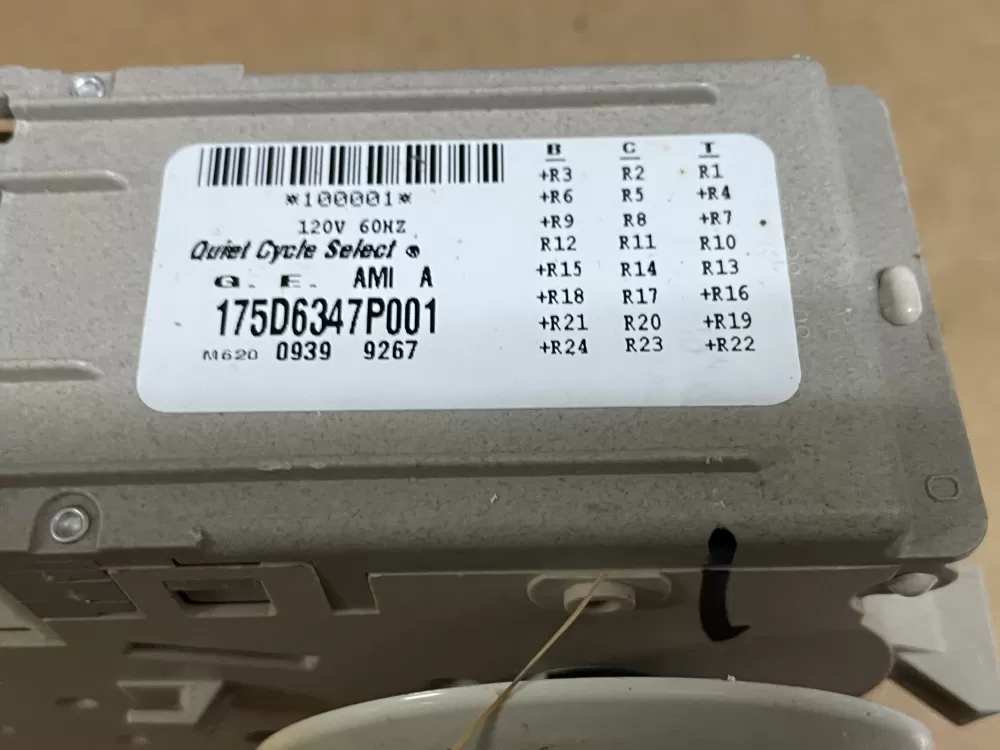 *100001*
120V 60HZ
Quiet Cycle Select ®
G. E. AMI A
175D6347P001
M620 0939 9267
B C T
+R3 R2 R1
+R6 R5 +R4
+R9 R8 +R7
R12 R11 R10
+R15 R14 R13
+R18 R17 +R16
+R21 R20 +R19
+R24 R23 +R22